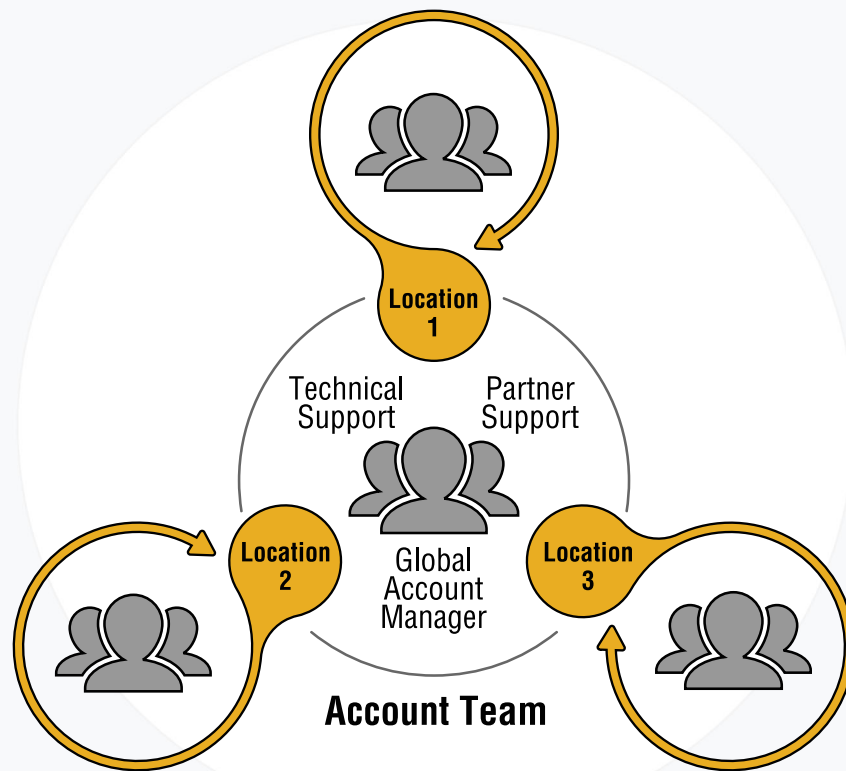 Location
1
Technical
Support
Partner
Support
Location
2
Global
Account
Manager
Location
3
Account Team